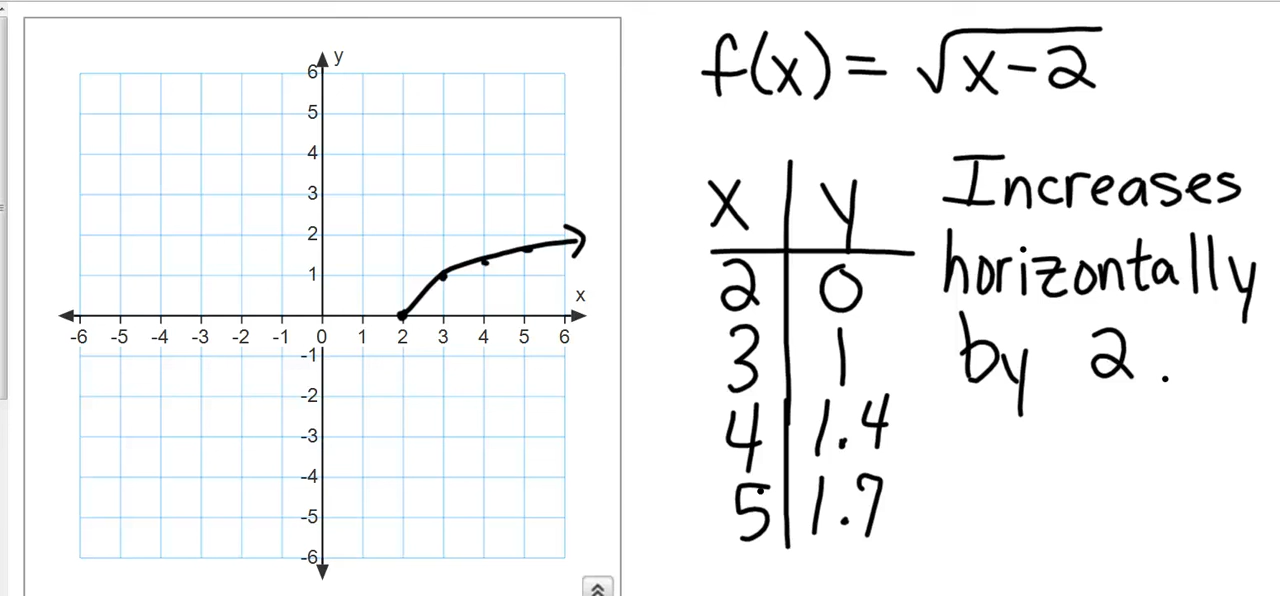 y
6
5
4
3
2
1
x
-6 -5 -4 -3 -2 -1 0 1 2 3 4 5 6
-1
-2
-3
-4
-5
-6
f(x) = √x-2
x y
2 0
3 1
4 1.4
5 1.7
Increases
horizontally
by 2.